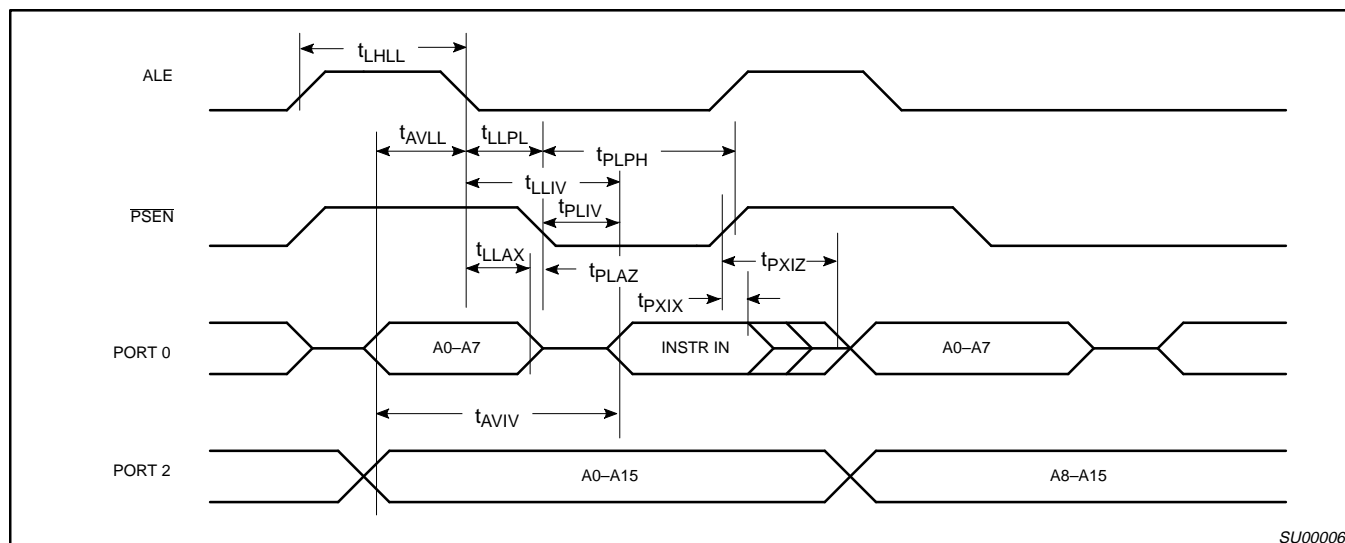 tLHLL
ALE
tAVLL
tLLPL
tPLPH
tLLIV
PSEN
tPLIV
tLLAX
tPLAZ
tPXIZ
tPXIX
PORT 0
A0–A7
INSTR IN
A0–A7
tAVIV
PORT 2
A0–A15
A8–A15
SU00006